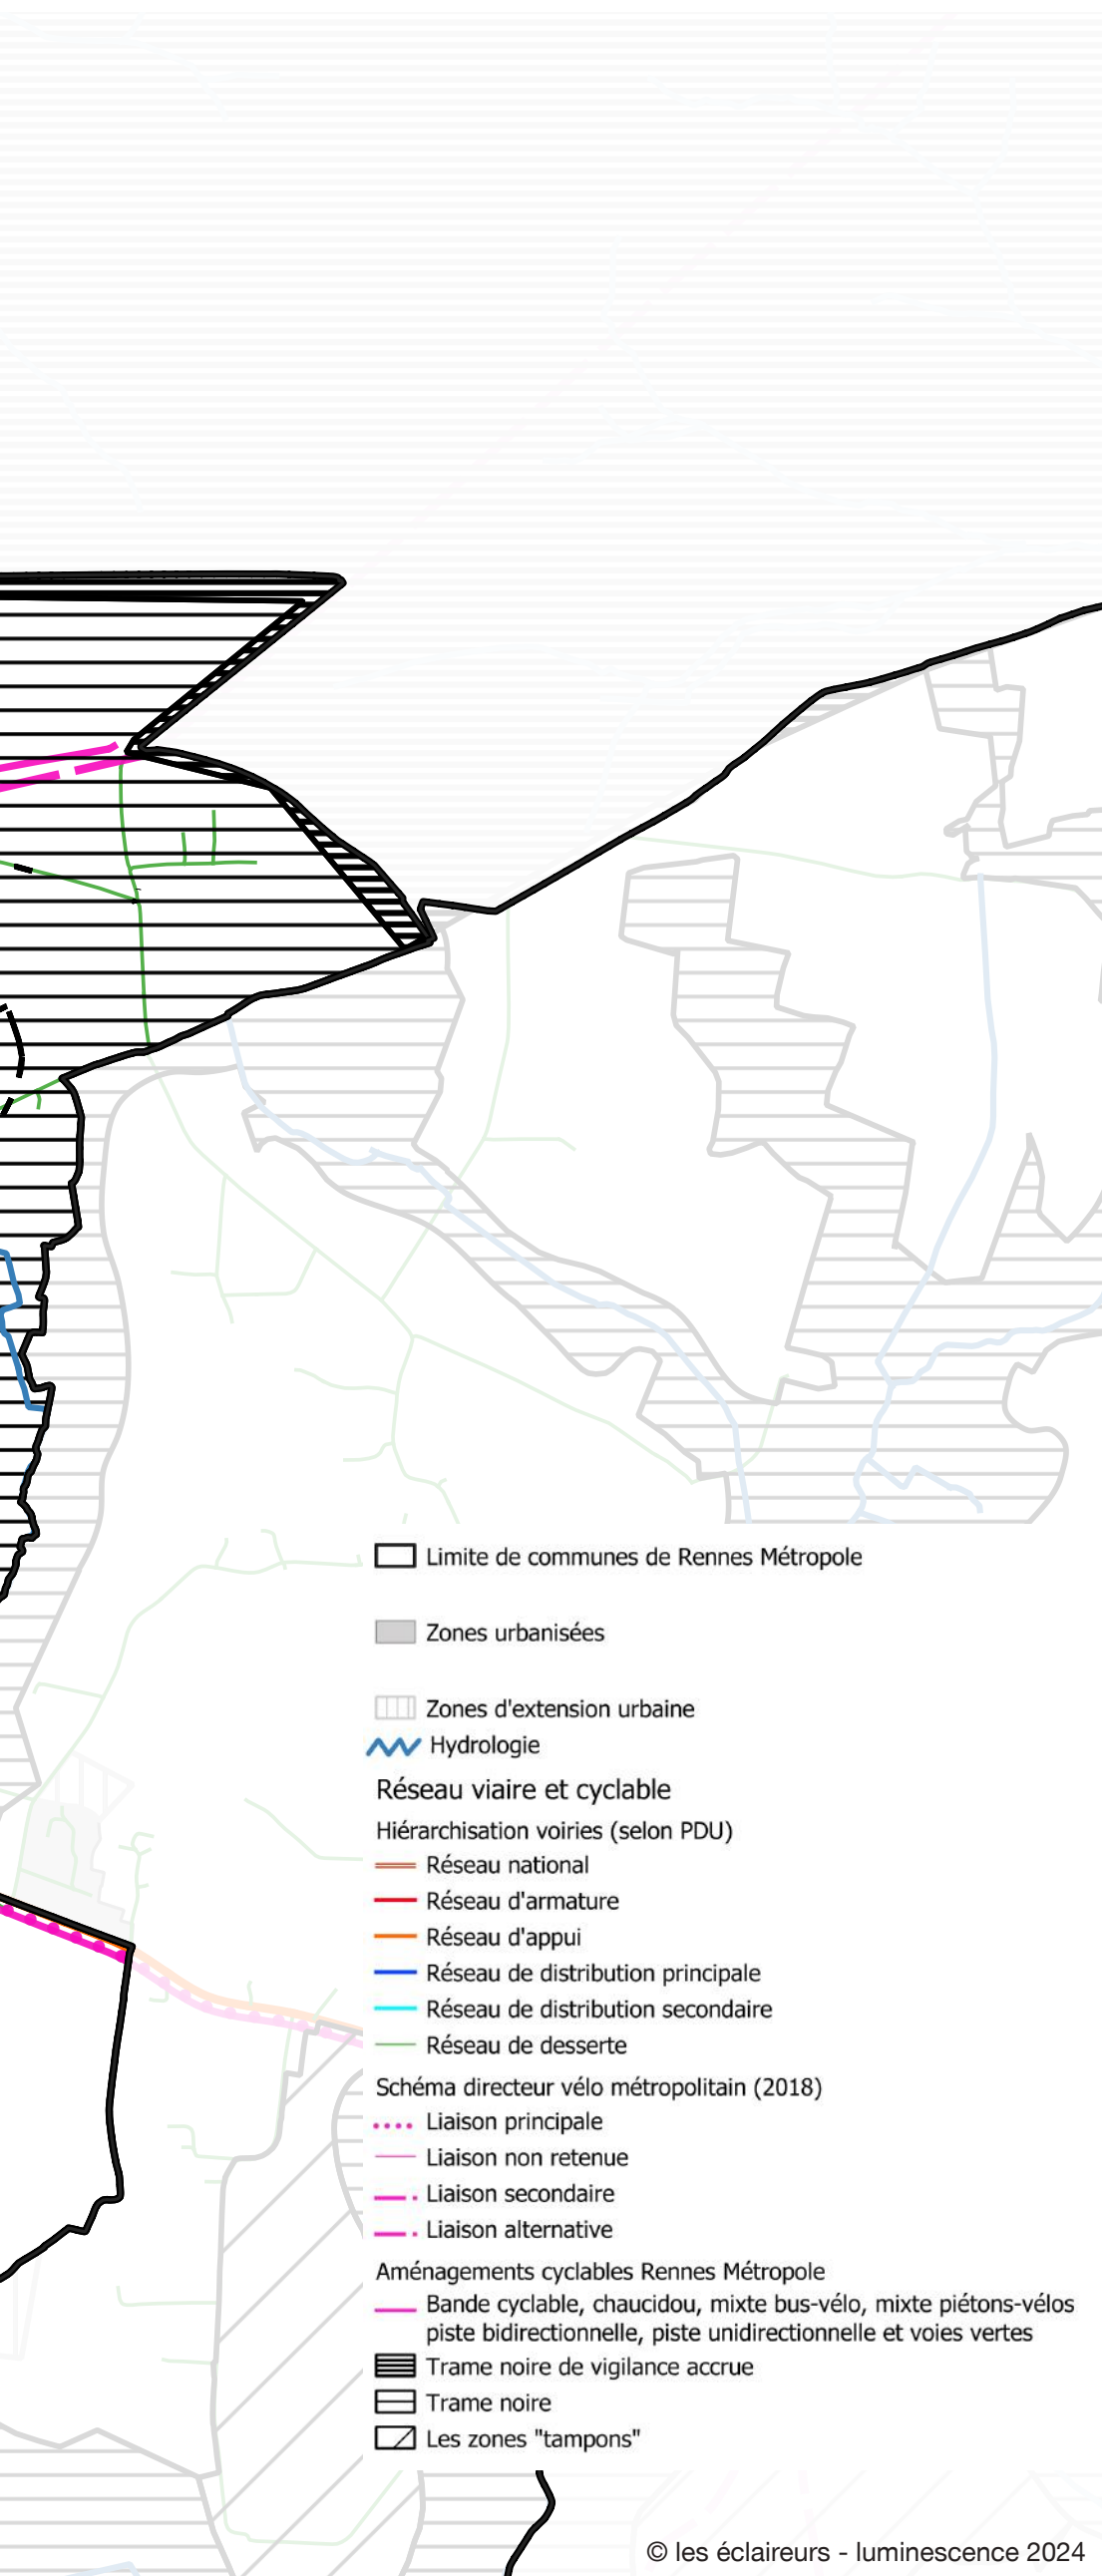 Limite de communes de Rennes Métropole
Zones urbanisées
Zones d'extension urbaine
Hydrologie
Réseau viaire et cyclable
Hiérarchisation voiries (selon PDU)
Réseau national
Réseau d'armature
Réseau d'appui
Réseau de distribution principale
Réseau de distribution secondaire
Réseau de desserte
Schéma directeur vélo métropolitain (2018)
Liaison principale
Liaison non retenue
Liaison secondaire
Liaison alternative
Aménagements cyclables Rennes Métropole
Bande cyclable, chaucidou, mixte bus-vélo, mixte piétons-vélos
piste bidirectionnelle, piste unidirectionnelle et voies vertes
Trame noire de vigilance accrue
Trame noire
Les zones "tampons"
© les éclaireurs - luminescence 2024